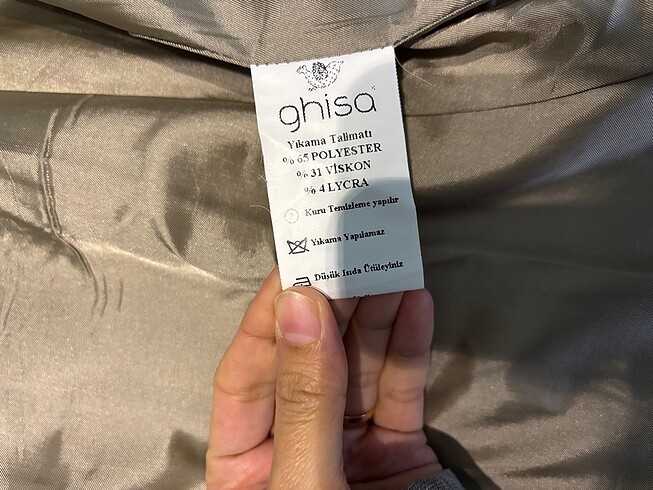 ghisa
Yıkama Talimatı
% 65 POLYESTER
% 31 VİSKON
% 4 LYCRA
Kuru Temizleme yapılır
Yıkama Yapılamaz
Düşük Isıda Ütüleyiniz